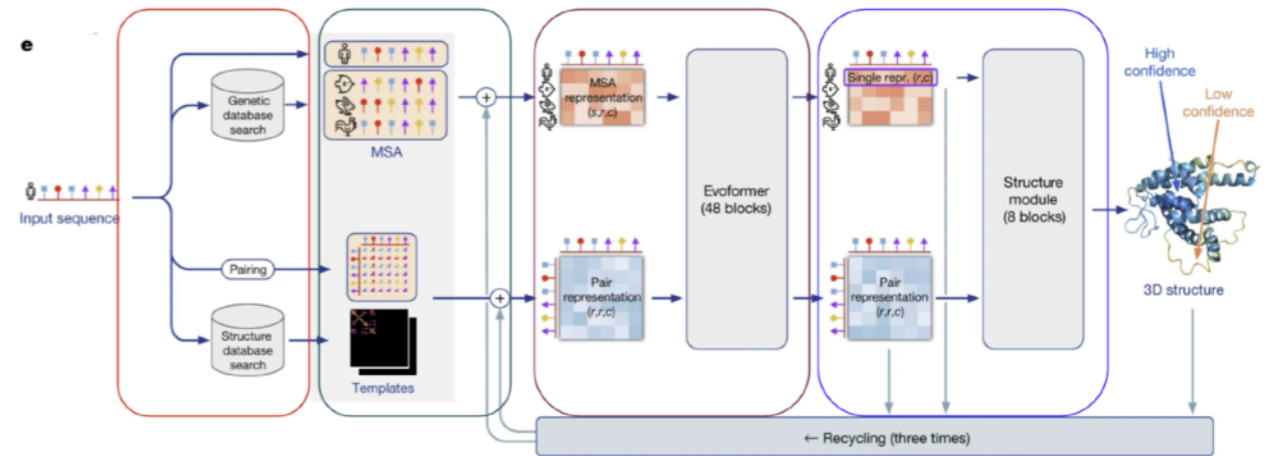 e
Input sequence
Genetic
database
search
Pairing
Structure
database
search
MSA
Templates
+
+
MSA
representation
(s,r,c)
Pair
representation
(r,r,c)
Evoformer
(48 blocks)
Single repr. (r,c)
Pair
representation
(r,r,c)
Structure
module
(8 blocks)
High
confidence
Low
confidence
3D structure
← Recycling (three times)